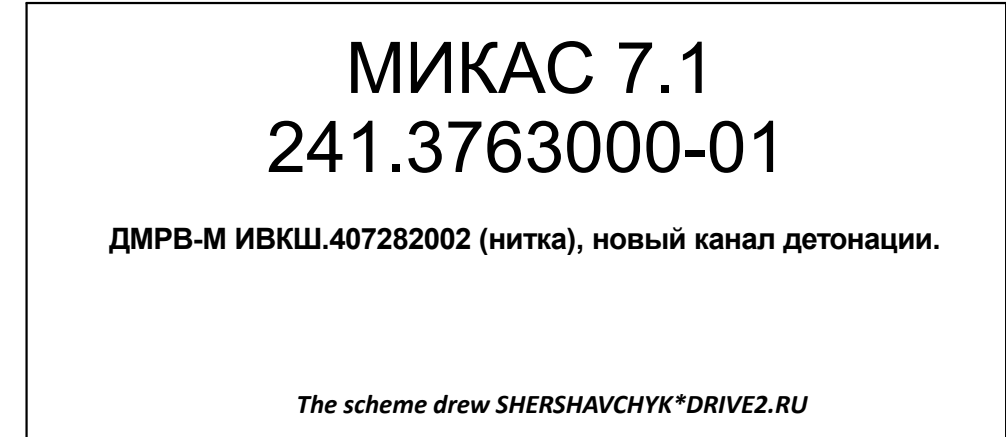 МИКАС 7.1
241.3763000-01
ДМРВ-М ИВКШ.407282002 (нитка), новый канал детонации.
The scheme drew SHERSHAVCHYK*DRIVE2.RU